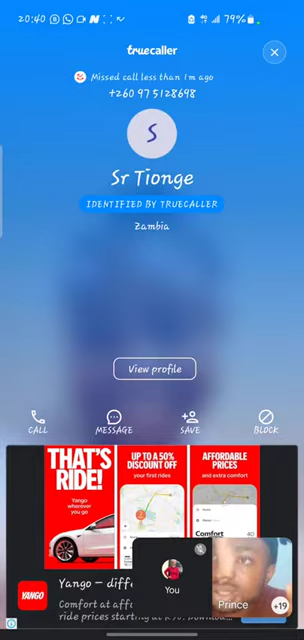 20:40
79%
truecaller
Missed call less than 1m ago
+260 97 5128698
S
Sr Tionge
IDENTIFIED BY TRUECALLER
Zambia
View profile
CALL
MESSAGE
SAVE
BLOCK
THAT'S RIDE!
Yango wherever you go
UP TO A 50% DISCOUNT OFF
your first rides
AFFORDABLE PRICES
and extra comfort
Comfort
YANGO
Yango – diffe
Comfort at aff
ride prices starting at K
You
Prince
+19